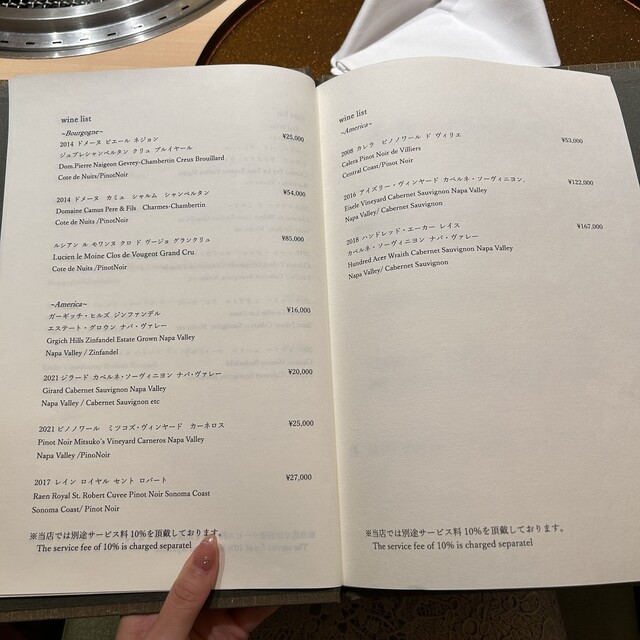 wine list
~Bourgogne~
2014 ドメーヌ ピエール ネジョン ¥25,000
ジュブレシャンベルタン クリュ ブルイヤール
Dom.Pierre Naigeon Gevrey-Chambertin Creux Brouillard
Cote de Nuits/PinotNoir
2014 ドメーヌ カミュ シャルム シャンベルタン ¥54,000
Domaine Camus Pere & Fils Charmes-Chambertin
Cote de Nuits /PinotNoir
ルシアン ル モワンヌ クロ ド ヴージョ グランクリュ ¥85,000
Lucien le Moine Clos de Vougeot Grand Cru
Cote de Nuits /PinotNoir
~America~
ガーギッチ・ヒルズ ジンファンデル ¥16,000
エステート・グロウン ナパ・ヴァレー
Grgich Hills Zinfandel Estate Grown Napa Valley
Napa Valley / Zinfandel
2021 ジラード カベルネ・ソーヴィニヨン ナパ・ヴァレー ¥20,000
Girard Cabernet Sauvignon Napa Valley
Napa Valley / Cabernet Sauvignon etc
2021 ピノノワール ミツコズ・ヴィンヤード カーネロス ¥25,000
Pinot Noir Mitsuko's Vineyard Carneros Napa Valley
Napa Valley /PinoNoir
2017 レイン ロイヤル セント ロバート ¥27,000
Raen Royal St. Robert Cuvee Pinot Noir Sonoma Coast
Sonoma Coast/ Pinot Noir
※当店では別途サービス料 10%を頂戴しております。
The service fee of 10% is charged separatel
wine list
~America~
2008 カレラ ピノノワール ド ヴィリエ ¥53,000
Calera Pinot Noir de Villiers
Central Coast/Pinot Noir
2016 アイズリー・ヴィンヤード カベルネ・ソーヴィニヨン. ¥122,000
Eisele Vineyard Cabernet Sauvignon Napa Valley
Napa Valley/ Cabernet Sauvignon
2018 ハンドレッド・エーカー レイス ¥167,000
カベルネ・ソーヴィニヨン ナパ・ヴァレー
Hundred Acer Wraith Cabernet Sauvignon Napa Valley
Napa Valley/ Cabernet Sauvignon
※当店では別途サービス料 10%を頂戴しております。
The service fee of 10% is charged separatel